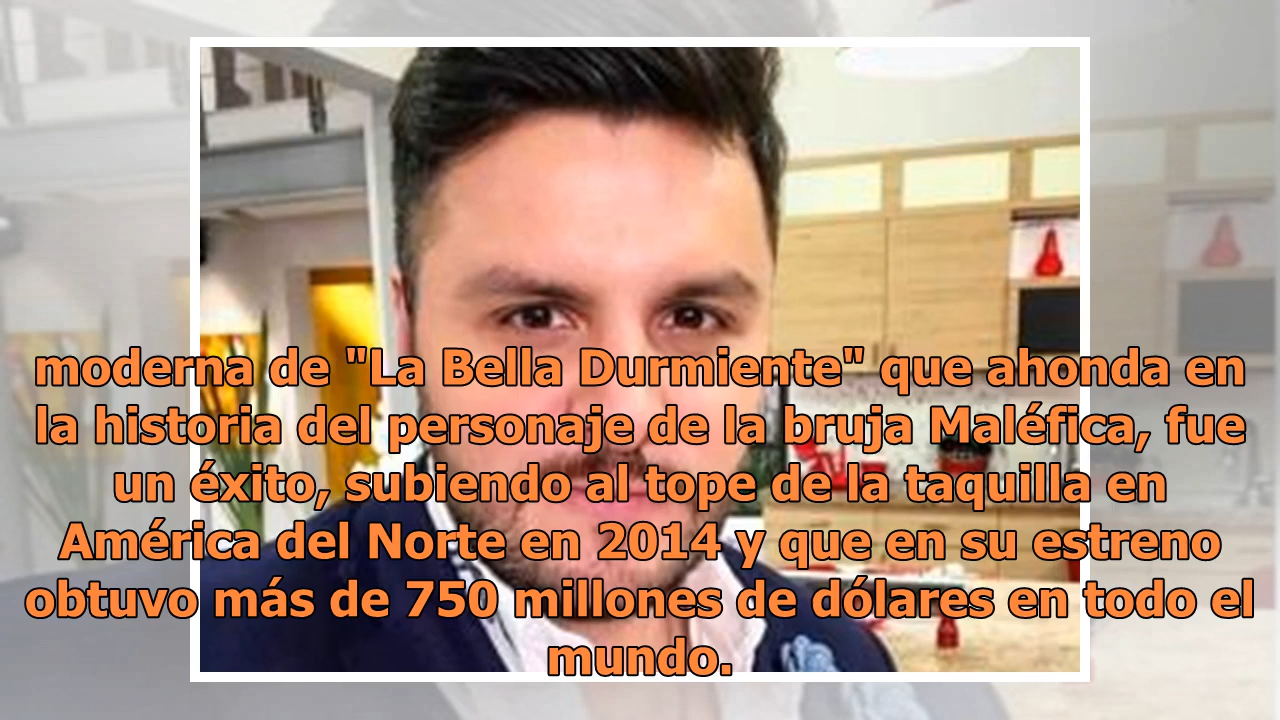 moderna de "La Bella Durmiente" que ahonda en
la historia del personaje de la bruja Maléfica, fue
un éxito, subiendo al tope de la taquilla en
América del Norte en 2014 y que en su estreno
obtuvo más de 750 millones de dólares en todo el
mundo.